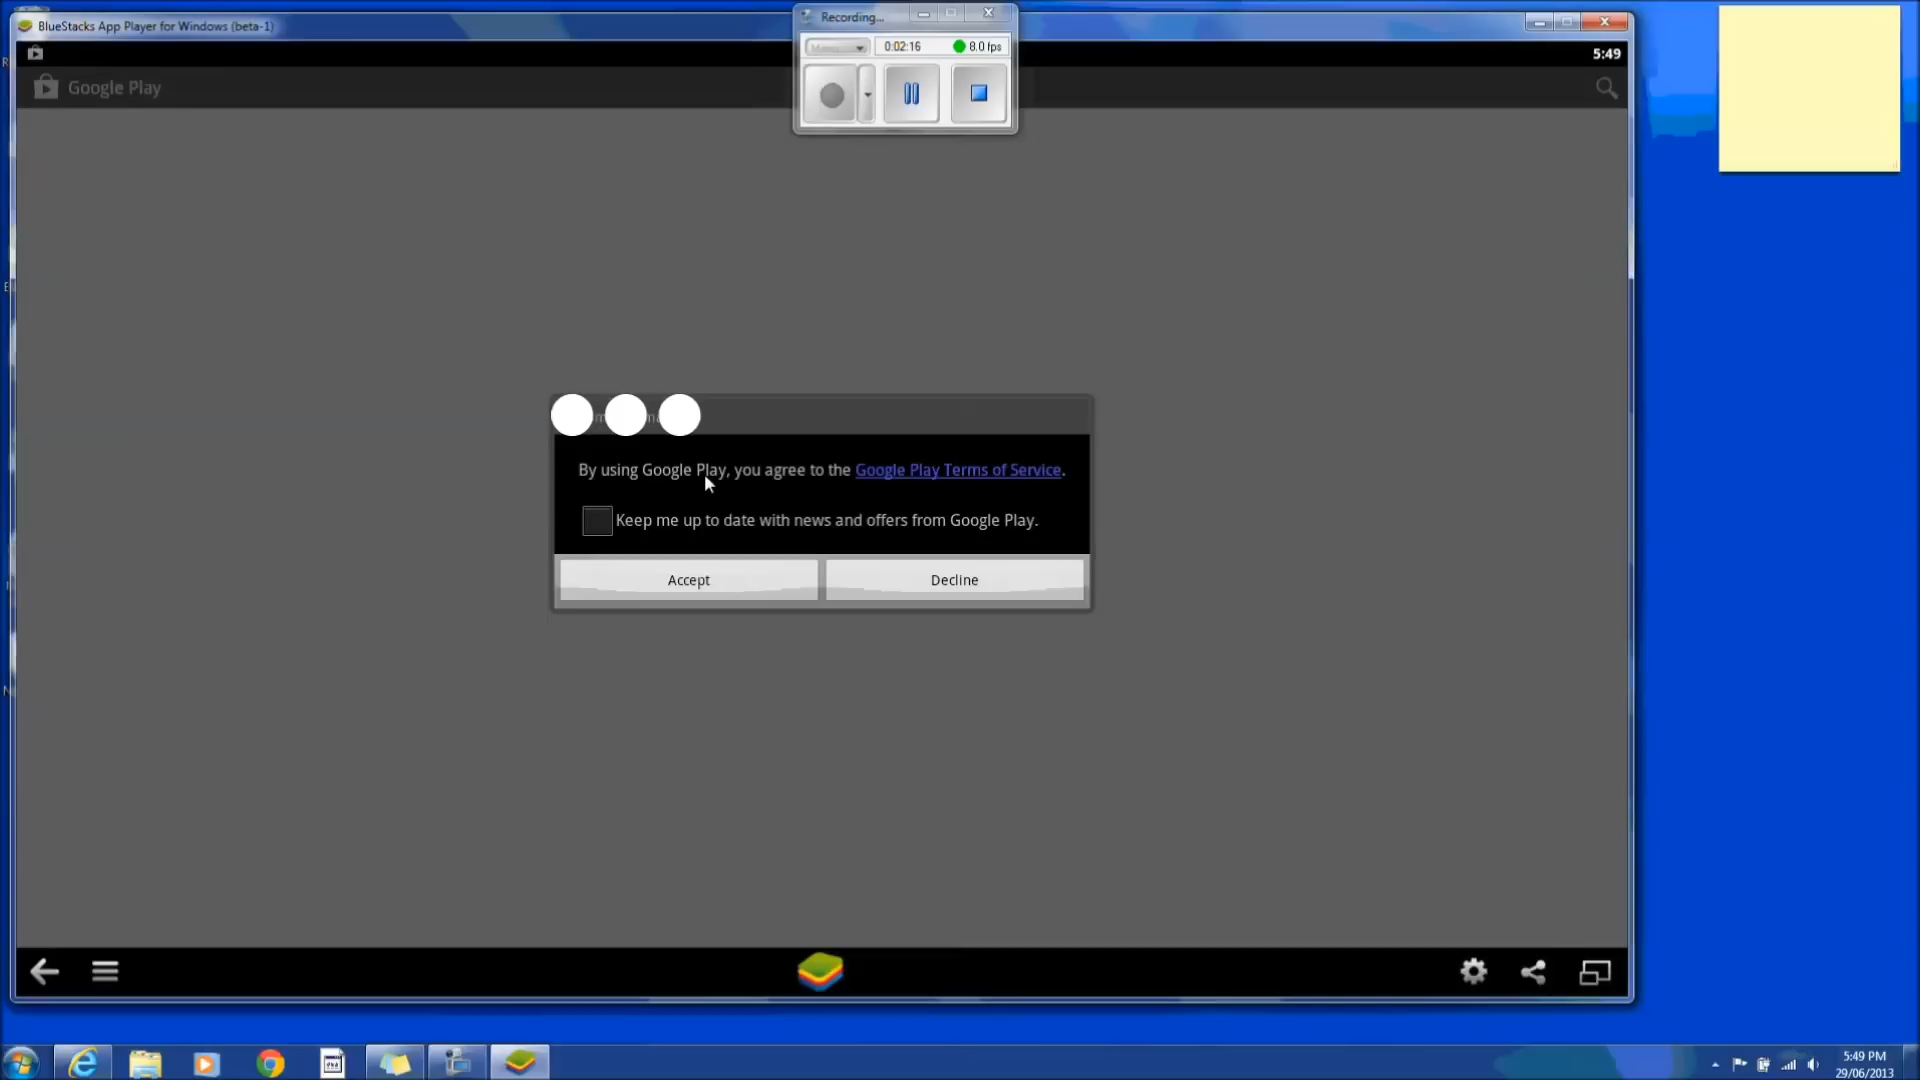 BlueStacks App Player for Windows (beta-1)
Recording...
0:02:16
8.0 fps
5:49
Google Play
By using Google Play, you agree to the Google Play Terms of Service.
Keep me up to date with news and offers from Google Play.
Accept
Decline
5:49 PM
29/06/2013